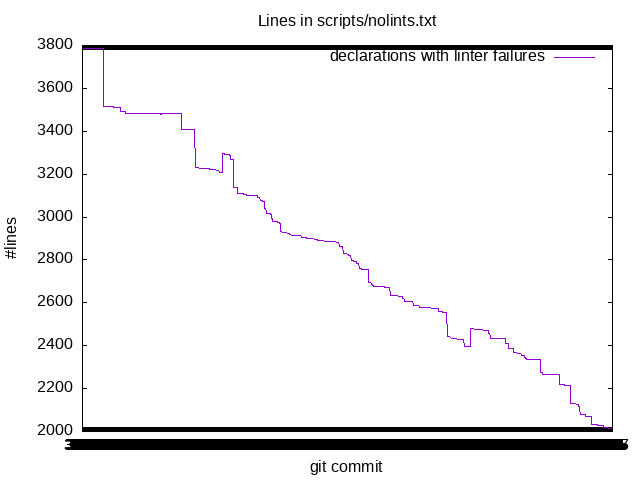 Lines in scripts/nolints.txt
declarations with linter failures
3800
3600
3400
3200
3000
2800
2600
2400
2200
2000
#lines
git commit